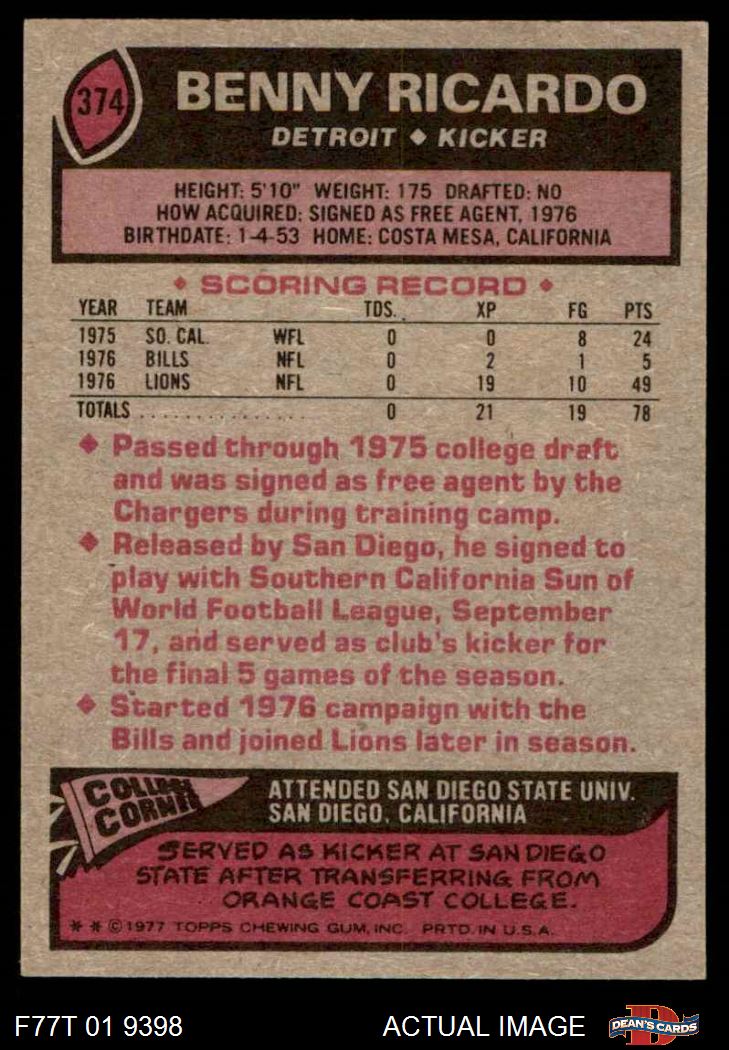 374
BENNY RICARDO
DETROIT ◆ KICKER
HEIGHT: 5'10" WEIGHT: 175 DRAFTED: NO
HOW ACQUIRED: SIGNED AS FREE AGENT, 1976
BIRTHDATE: 1-4-53 HOME: COSTA MESA, CALIFORNIA
◆ SCORING RECORD ◆
YEAR TEAM TDS. XP FG PTS
1975 SO. CAL. WFL 0 0 8 24
1976 BILLS NFL 0 2 1 5
1976 LIONS NFL 0 19 10 49
TOTALS . . . . . . . . . . . . . . . 0 21 19 78
◆ Passed through 1975 college draft
and was signed as free agent by the
Chargers during training camp.
◆ Released by San Diego, he signed to
play with Southern California Sun of
World Football League, September
17, and served as club's kicker for
the final 5 games of the season.
◆ Started 1976 campaign with the
Bills and joined Lions later in season.
COLLEGE
CORNER
ATTENDED SAN DIEGO STATE UNIV.
SAN DIEGO, CALIFORNIA
SERVED AS KICKER AT SAN DIEGO
STATE AFTER TRANSFERRING FROM
ORANGE COAST COLLEGE.
* * © 1977 TOPPS CHEWING GUM, INC. PRTD. IN U.S.A.
F77T 01 9398
ACTUAL IMAGE
D
DEAN'S CARDS